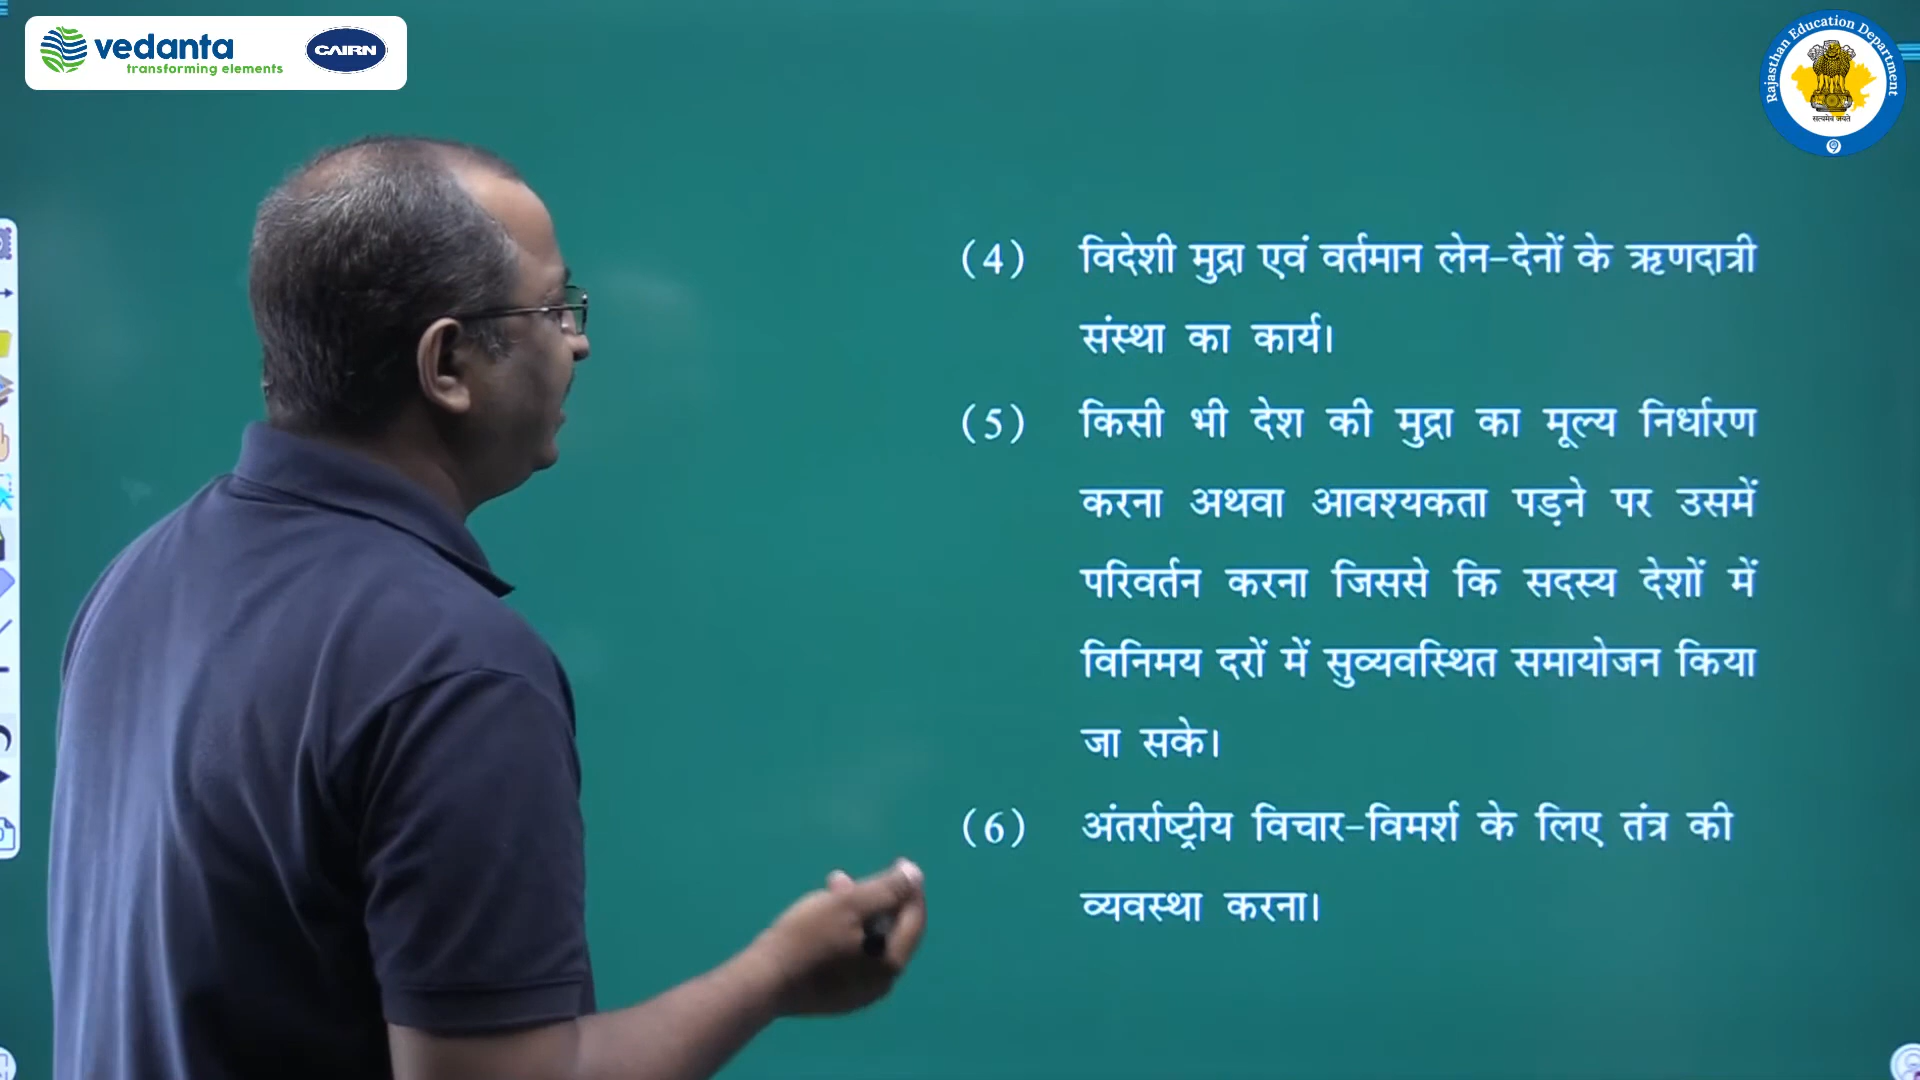 vedanta
transforming elements
CAIRN
Rajasthan Education Department
सत्यमेव जयते
(4) विदेशी मुद्रा एवं वर्तमान लेन-देनों के ऋणदात्री
संस्था का कार्य।
(5) किसी भी देश की मुद्रा का मूल्य निर्धारण
करना अथवा आवश्यकता पड़ने पर उसमें
परिवर्तन करना जिससे कि सदस्य देशों में
विनिमय दरों में सुव्यवस्थित समायोजन किया
जा सके।
(6) अंतर्राष्ट्रीय विचार-विमर्श के लिए तंत्र की
व्यवस्था करना।